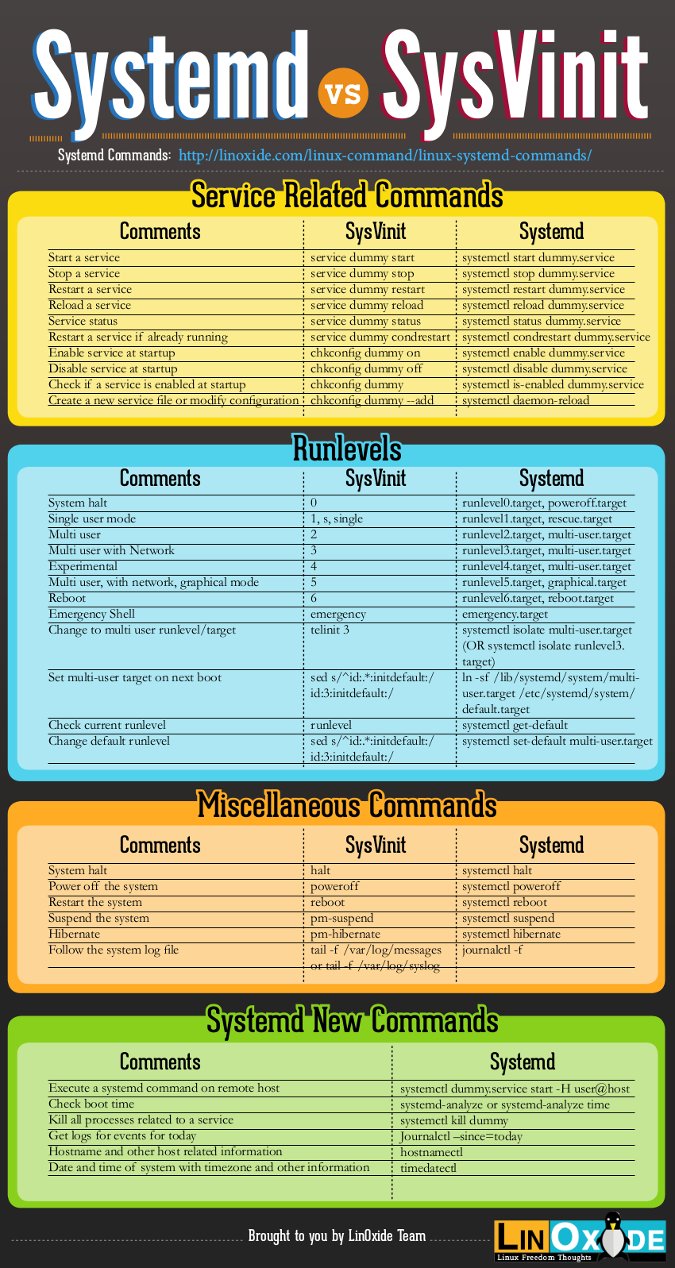 Systemd vs SysVinit
Systemd Commands: http://linoxide.com/linux-command/linux-systemd-commands/
Service Related Commands
Comments SysVinit Systemd
Start a service service dummy start systemctl start dummy.service
Stop a service service dummy stop systemctl stop dummy.service
Restart a service service dummy restart systemctl restart dummy.service
Reload a service service dummy reload systemctl reload dummy.service
Service status service dummy status systemctl status dummy.service
Restart a service if already running service dummy condrestart systemctl condrestart dummy.service
Enable service at startup chkconfig dummy on systemctl enable dummy.service
Disable service at startup chkconfig dummy off systemctl disable dummy.service
Check if a service is enabled at startup chkconfig dummy systemctl is-enabled dummy.service
Create a new service file or modify configuration chkconfig dummy --add systemctl daemon-reload
Runlevels
Comments SysVinit Systemd
System halt 0 runlevel0.target, poweroff.target
Single user mode 1, s, single runlevel1.target, rescue.target
Multi user 2 runlevel2.target, multi-user.target
Multi user with Network 3 runlevel3.target, multi-user.target
Experimental 4 runlevel4.target, multi-user.target
Multi user, with network, graphical mode 5 runlevel5.target, graphical.target
Reboot 6 runlevel6.target, reboot.target
Emergency Shell emergency emergency.target
Change to multi user runlevel/target telinit 3 systemctl isolate multi-user.target
(OR systemctl isolate runlevel3.
target)
Set multi-user target on next boot sed s/^id:.*:initdefault:/ ln -sf /lib/systemd/system/multi-
id:3:initdefault:/ user.target /etc/systemd/system/
default.target
Check current runlevel runlevel systemctl get-default
Change default runlevel sed s/^id:.*:initdefault:/ systemctl set-default multi-user.target
id:3:initdefault:/
Miscellaneous Commands
Comments SysVinit Systemd
System halt halt systemctl halt
Power off the system poweroff systemctl poweroff
Restart the system reboot systemctl reboot
Suspend the system pm-suspend systemctl suspend
Hibernate pm-hibernate systemctl hibernate
Follow the system log file tail -f /var/log/messages journalctl -f
or tail -f /var/log/syslog
Systemd New Commands
Comments Systemd
Execute a systemd command on remote host systemctl dummy.service start -H user@host
Check boot time systemd-analyze or systemd-analyze time
Kill all processes related to a service systemctl kill dummy
Get logs for events for today Journalctl –since=today
Hostname and other host related information hostnamectl
Date and time of system with timezone and other information timedatectl
Brought to you by LinOxide Team
LINOXIDE
Linux Freedom Thoughts